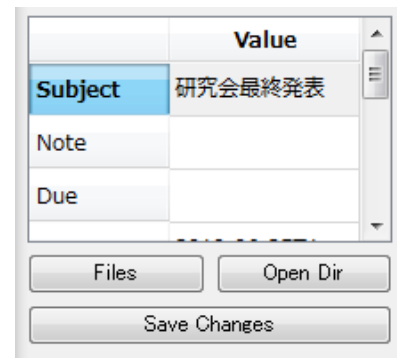 Value
Subject 研究会最終発表
Note
Due
Files Open Dir
Save Changes